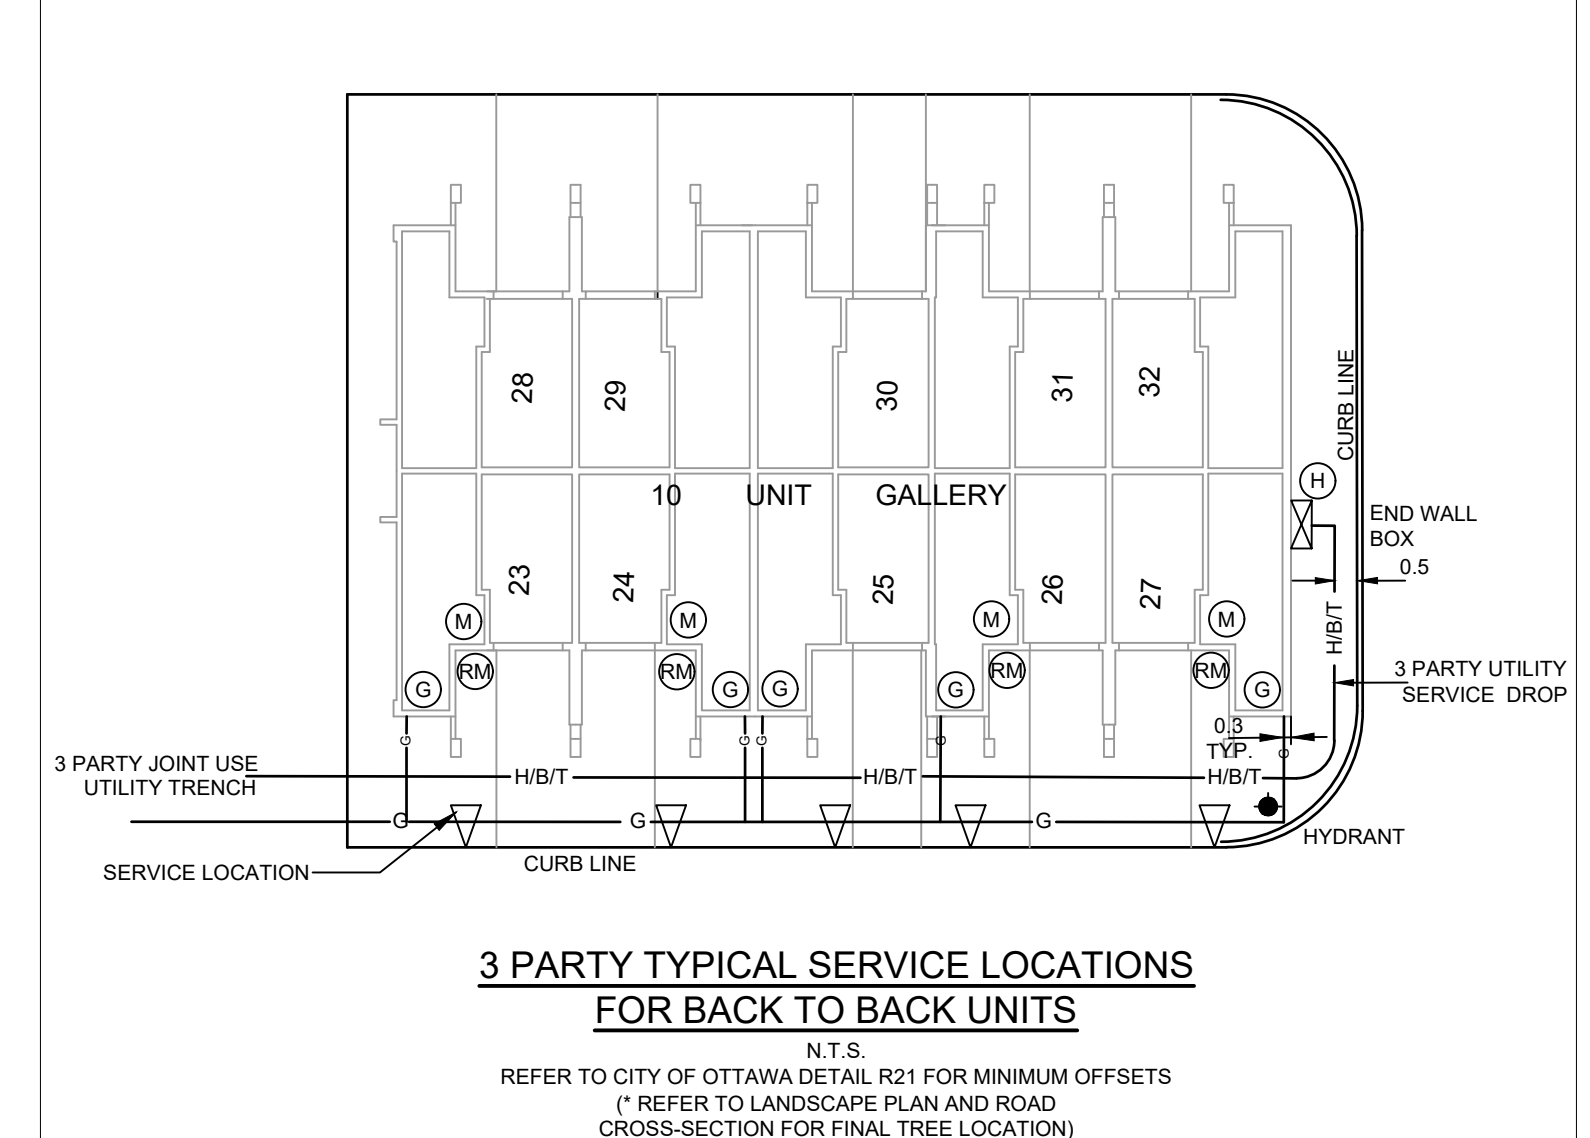 28
29
30
31
32
CURB LINE
H
10 UNIT GALLERY
END WALL
BOX
0.5
23
24
25
26
27
M
M
M
M
H/B/T
RM
RM
RM
RM
G
G
G
G
G
3 PARTY UTILITY
SERVICE DROP
0.3
TYP.
G
G
G
G
G
3 PARTY JOINT USE
UTILITY TRENCH
H/B/T
H/B/T
H/B/T
G
G
G
HYDRANT
SERVICE LOCATION
CURB LINE
3 PARTY TYPICAL SERVICE LOCATIONS
FOR BACK TO BACK UNITS
N.T.S.
REFER TO CITY OF OTTAWA DETAIL R21 FOR MINIMUM OFFSETS
(* REFER TO LANDSCAPE PLAN AND ROAD
CROSS-SECTION FOR FINAL TREE LOCATION)